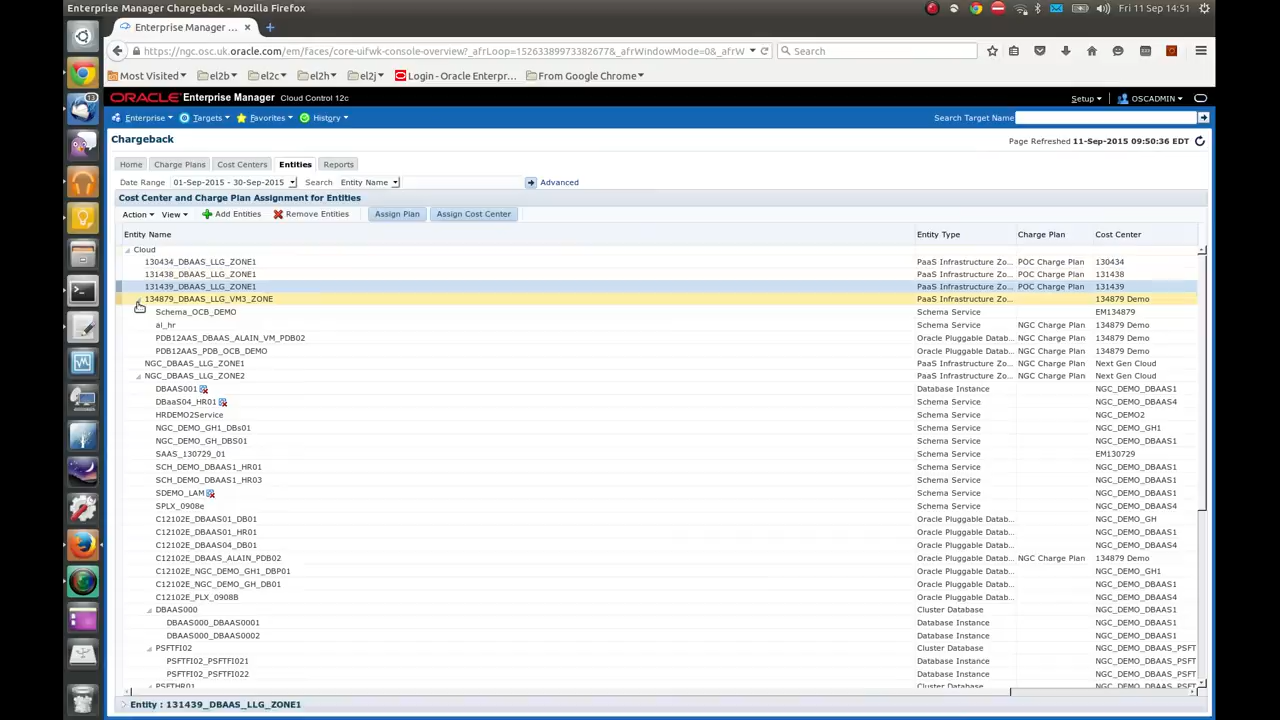 Enterprise Manager Chargeback - Mozilla Firefox
Fri 11 Sep 14:51
Enterprise Manager ... ×
https://ngc.osc.uk.oracle.com/em/faces/core-uifwk-console-overview?_afrLoop=15263389973382677&_afrWindowMode=0&_afrW
Search
Most Visited el2b el2c el2h el2j Login - Oracle Enterpr... From Google Chrome
ORACLE Enterprise Manager Cloud Control 12c
Setup OSCADMIN
Enterprise Targets Favorites History
Search Target Name
Chargeback
Page Refreshed 11-Sep-2015 09:50:36 EDT
Home Charge Plans Cost Centers Entities Reports
Date Range 01-Sep-2015 - 30-Sep-2015 Search Entity Name Advanced
Cost Center and Charge Plan Assignment for Entities
Action View Add Entities Remove Entities Assign Plan Assign Cost Center
Entity Name Entity Type Charge Plan Cost Center
Cloud
130434_DBAAS_LLG_ZONE1 PaaS Infrastructure Zo... POC Charge Plan 130434
131438_DBAAS_LLG_ZONE1 PaaS Infrastructure Zo... POC Charge Plan 131438
131439_DBAAS_LLG_ZONE1 PaaS Infrastructure Zo... POC Charge Plan 131439
134879_DBAAS_LLG_VM3_ZONE PaaS Infrastructure Zo... 134879 Demo
Schema_OCB_DEMO Schema Service EM134879
al_hr Schema Service NGC Charge Plan 134879 Demo
PDB12AAS_DBAAS_ALAIN_VM_PDB02 Oracle Pluggable Datab... 134879 Demo
PDB12AAS_PDB_OCB_DEMO Oracle Pluggable Datab... 134879 Demo
NGC_DBAAS_LLG_ZONE1 PaaS Infrastructure Zo... NGC Charge Plan Next Gen Cloud
NGC_DBAAS_LLG_ZONE2 PaaS Infrastructure Zo... NGC Charge Plan Next Gen Cloud
DBAAS001 Database Instance NGC_DEMO_DBAAS1
DBaaS04_HR01 Schema Service NGC_DEMO_DBAAS4
HRDEMO2Service Schema Service NGC_DEMO2
NGC_DEMO_GH1_DBs01 Schema Service NGC_DEMO_GH1
NGC_DEMO_GH_DBS01 Schema Service NGC_DEMO_DBAAS1
SAAS_130729_01 Schema Service EM130729
SCH_DEMO_DBAAS1_HR01 Schema Service NGC_DEMO_DBAAS1
SCH_DEMO_DBAAS1_HR03 Schema Service NGC_DEMO_DBAAS1
SDEMO_LAM Schema Service NGC_DEMO_DBAAS1
SPLX_0908e Schema Service NGC_DEMO_DBAAS4
C12102E_DBAAS01_DB01 Oracle Pluggable Datab... NGC_DEMO_GH
C12102E_DBAAS01_HR01 Oracle Pluggable Datab... NGC_DEMO_DBAAS1
C12102E_DBAAS04_DB01 Oracle Pluggable Datab... NGC_DEMO_DBAAS4
C12102E_DBAAS_ALAIN_PDB02 Oracle Pluggable Datab... NGC Charge Plan 134879 Demo
C12102E_NGC_DEMO_GH1_DBP01 Oracle Pluggable Datab... NGC_DEMO_GH1
C12102E_NGC_DEMO_GH_DB01 Oracle Pluggable Datab... NGC_DEMO_DBAAS1
C12102E_PLX_0908B Oracle Pluggable Datab... NGC_DEMO_DBAAS4
DBAAS000 Cluster Database NGC_DEMO_DBAAS1
DBAAS000_DBAAS0001 Database Instance NGC_DEMO_DBAAS1
DBAAS000_DBAAS0002 Database Instance NGC_DEMO_DBAAS1
PSFTFI02 Cluster Database NGC_DEMO_DBAAS_PSFT
PSFTFI02_PSFTFI021 Database Instance NGC_DEMO_DBAAS_PSFT
PSFTFI02_PSFTFI022 Database Instance NGC_DEMO_DBAAS_PSFT
PSFTHR01 Cluster Database NGC_DEMO_DBAAS_PSFT
Entity : 131439_DBAAS_LLG_ZONE1